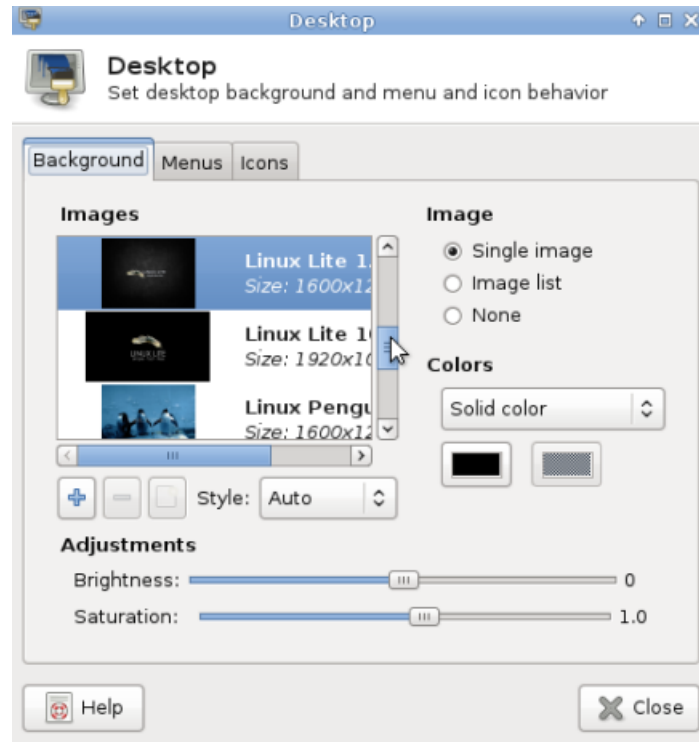 Desktop
Desktop
Set desktop background and menu and icon behavior
Background Menus Icons
Images
Linux Lite 1.
Size: 1600x12
Linux Lite 10
Size: 1920x10
Linux Pengu
Size: 1600x12
Style: Auto
Image
Single image
Image list
None
Colors
Solid color
Adjustments
Brightness: 0
Saturation: 1.0
Help Close